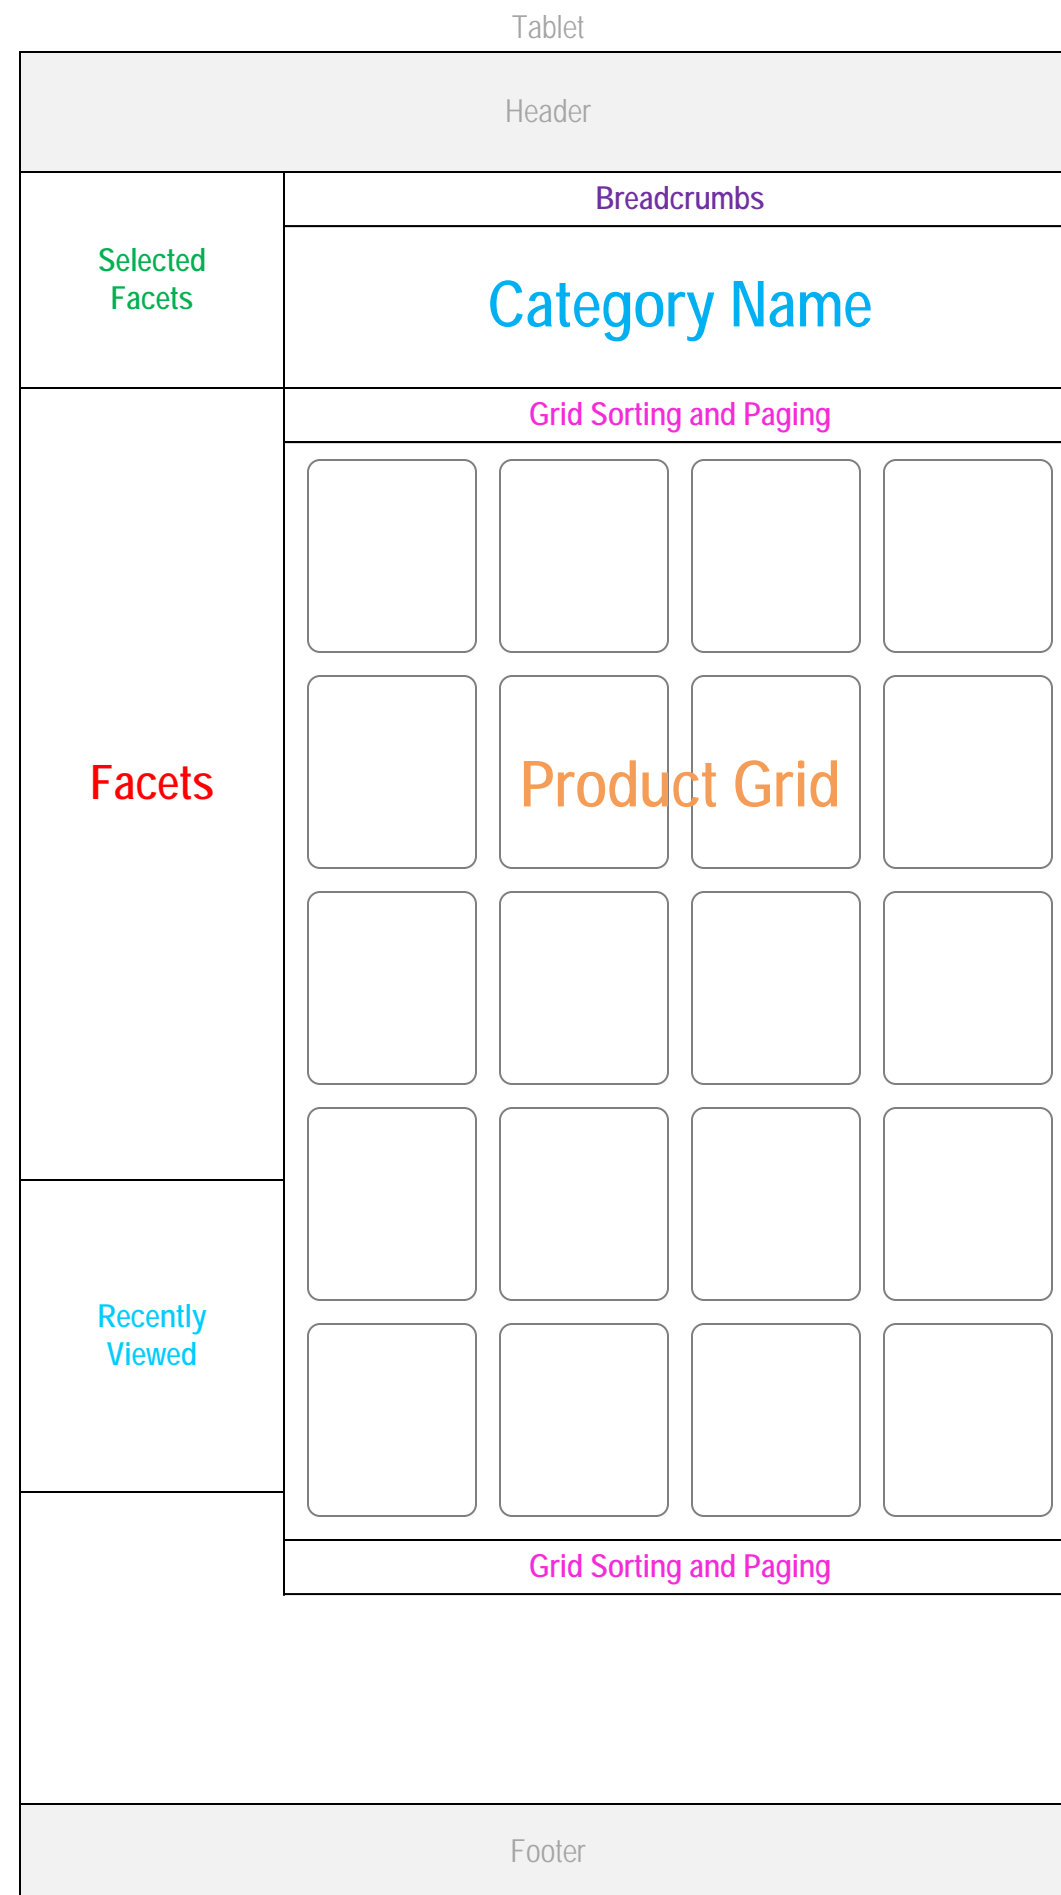 Tablet
Header
Breadcrumbs
Selected
Facets
Category Name
Grid Sorting and Paging
Facets
Product Grid
Recently
Viewed
Grid Sorting and Paging
Footer